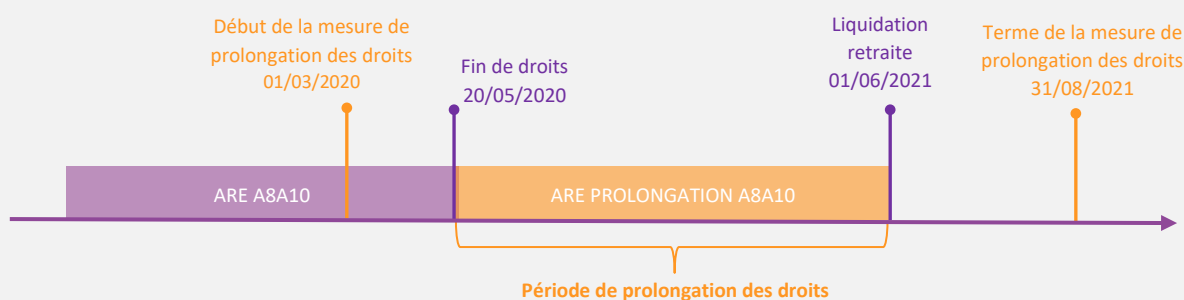 Début de la mesure de
prolongation des droits
01/03/2020
Fin de droits
20/05/2020
Liquidation
retraite
01/06/2021
Terme de la mesure de
prolongation des droits
31/08/2021
ARE A8A10
ARE PROLONGATION A8A10
Période de prolongation des droits